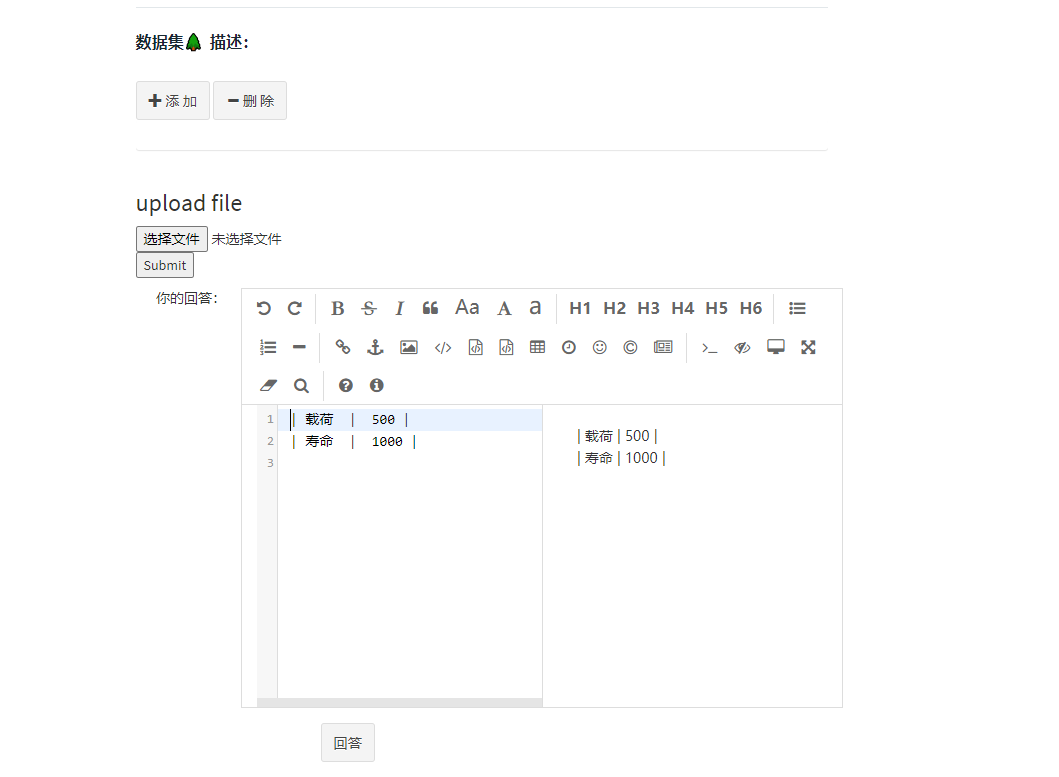 数据集🌲 描述:
添 加 删 除
upload file
选择文件 未选择文件
Submit
你的回答:
B S I Aa A a H1 H2 H3 H4 H5 H6
1 | 载荷 | 500 |
2 | 寿命 | 1000 |
3
| 载荷 | 500 |
| 寿命 | 1000 |
回答